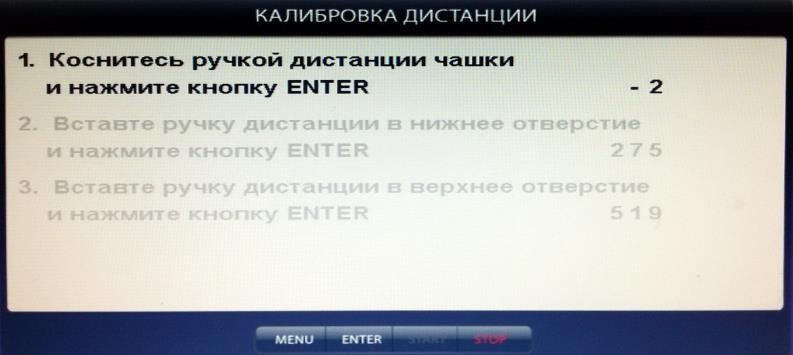 КАЛИБРОВКА ДИСТАНЦИИ
1. Коснитесь ручкой дистанции чашки
и нажмите кнопку ENTER - 2
2. Вставте ручку дистанции в нижнее отверстие
и нажмите кнопку ENTER 275
3. Вставте ручку дистанции в верхнее отверстие
и нажмите кнопку ENTER 519
MENU ENTER START STOP